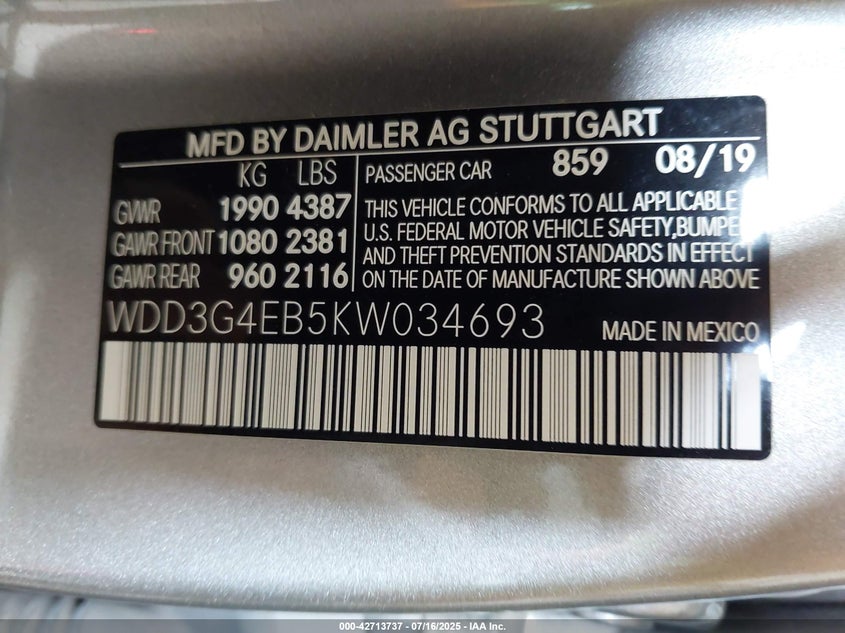 MFD BY DAIMLER AG STUTTGART
KG LBS
GVWR 1990 4387
GAWR FRONT 1080 2381
GAWR REAR 960 2116
PASSENGER CAR 859 08/19
THIS VEHICLE CONFORMS TO ALL APPLICABLE
U.S. FEDERAL MOTOR VEHICLE SAFETY,BUMPE
AND THEFT PREVENTION STANDARDS IN EFFECT
ON THE DATE OF MANUFACTURE SHOWN ABOVE
WDD3G4EB5KW034693
MADE IN MEXICO
000-42713737 - 07/16/2025 - IAA Inc.